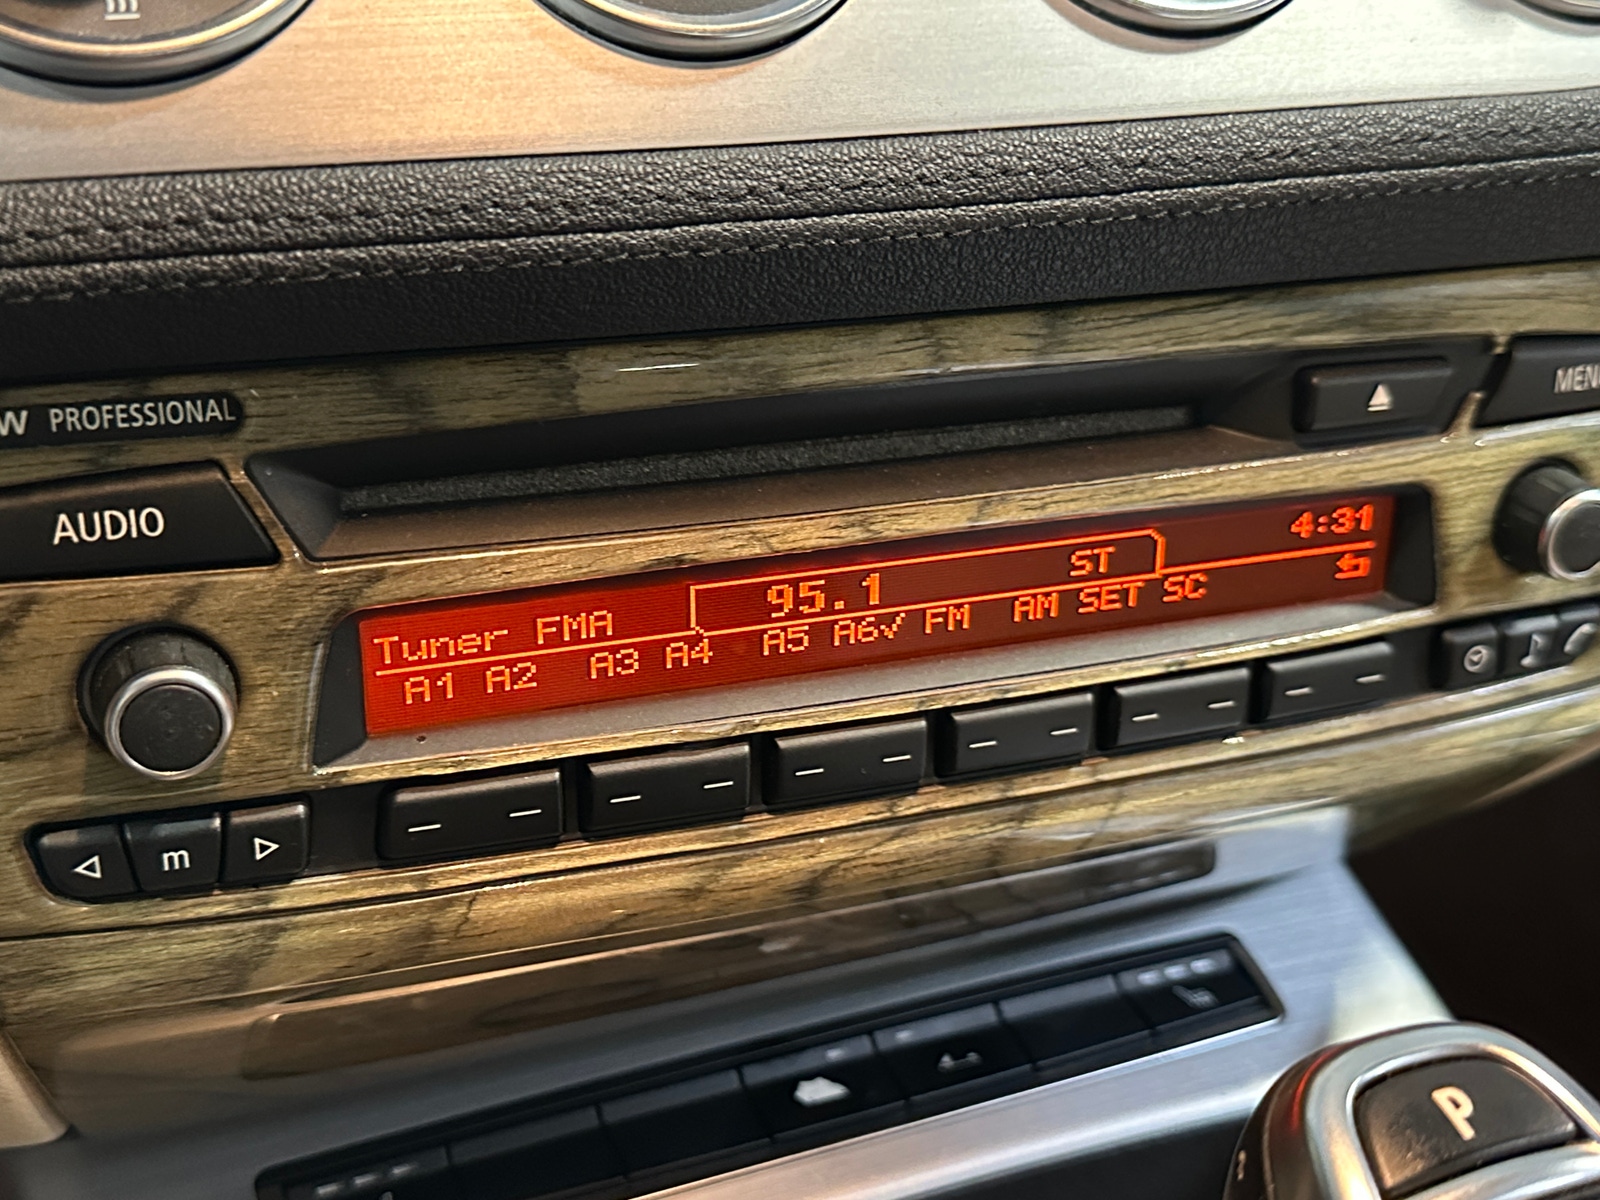 W PROFESSIONAL
MENU
AUDIO
4:31
Tuner FMA 95.1 ST
A1 A2 A3 A4 A5 A6✓ FM AM SET SC
m
P